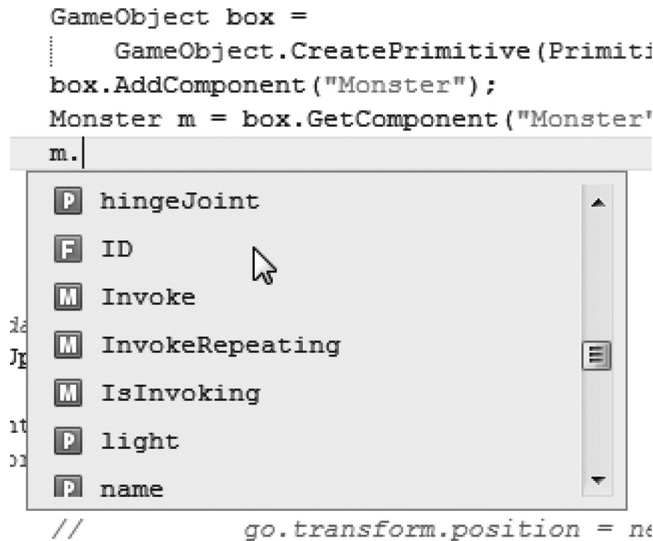 GameObject box =
GameObject.CreatePrimitive(Primiti
box.AddComponent("Monster");
Monster m = box.GetComponent("Monster"
m.
P hingeJoint
F ID
M Invoke
M InvokeRepeating
M IsInvoking
P light
P name
// go.transform.position = ne